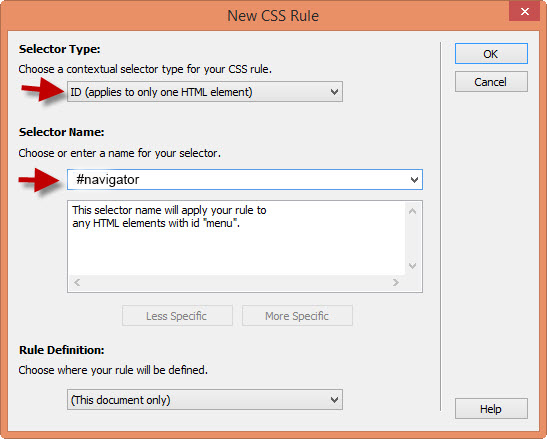 New CSS Rule
Selector Type:
Choose a contextual selector type for your CSS rule.
ID (applies to only one HTML element)
OK
Cancel
Selector Name:
Choose or enter a name for your selector.
#navigator
This selector name will apply your rule to
any HTML elements with id "menu".
Less Specific
More Specific
Rule Definition:
Choose where your rule will be defined.
(This document only)
Help